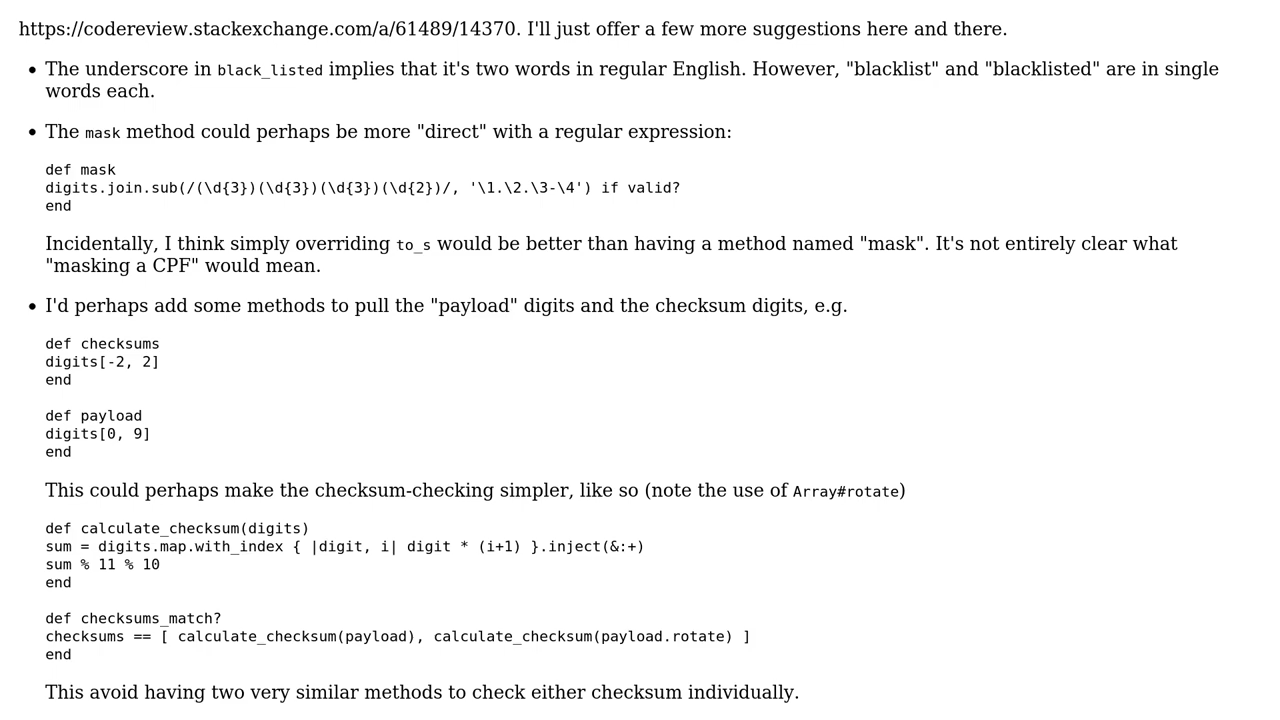 https://codereview.stackexchange.com/a/61489/14370. I'll just offer a few more suggestions here and there.
• The underscore in black_listed implies that it's two words in regular English. However, "blacklist" and "blacklisted" are in single
words each.
• The mask method could perhaps be more "direct" with a regular expression:
def mask
digits.join.sub(/(\d{3})(\d{3})(\d{3})(\d{2})/, '\1.\2.\3-\4') if valid?
end
Incidentally, I think simply overriding to_s would be better than having a method named "mask". It's not entirely clear what
"masking a CPF" would mean.
• I'd perhaps add some methods to pull the "payload" digits and the checksum digits, e.g.
def checksums
digits[-2, 2]
end
def payload
digits[0, 9]
end
This could perhaps make the checksum-checking simpler, like so (note the use of Array#rotate)
def calculate_checksum(digits)
sum = digits.map.with_index { |digit, i| digit * (i+1) }.inject(&:+)
sum % 11 % 10
end
def checksums_match?
checksums == [ calculate_checksum(payload), calculate_checksum(payload.rotate) ]
end
This avoid having two very similar methods to check either checksum individually.